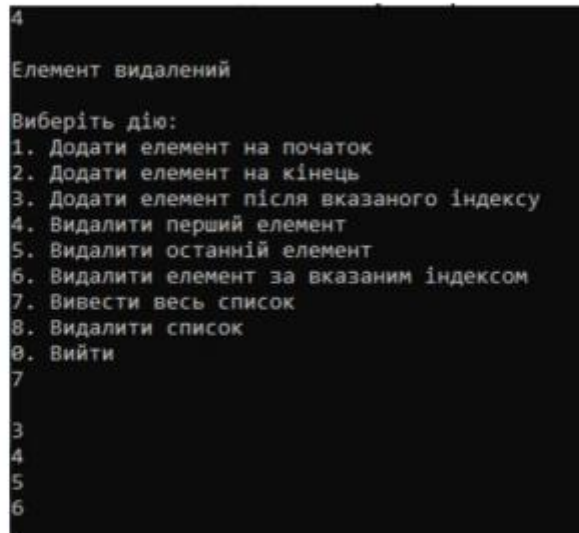 4
Елемент видалений
Виберіть дію:
1. Додати елемент на початок
2. Додати елемент на кінець
3. Додати елемент після вказаного індексу
4. Видалити перший елемент
5. Видалити останній елемент
6. Видалити елемент за вказаним індексом
7. Вивести весь список
8. Видалити список
0. Вийти
7
3
4
5
6